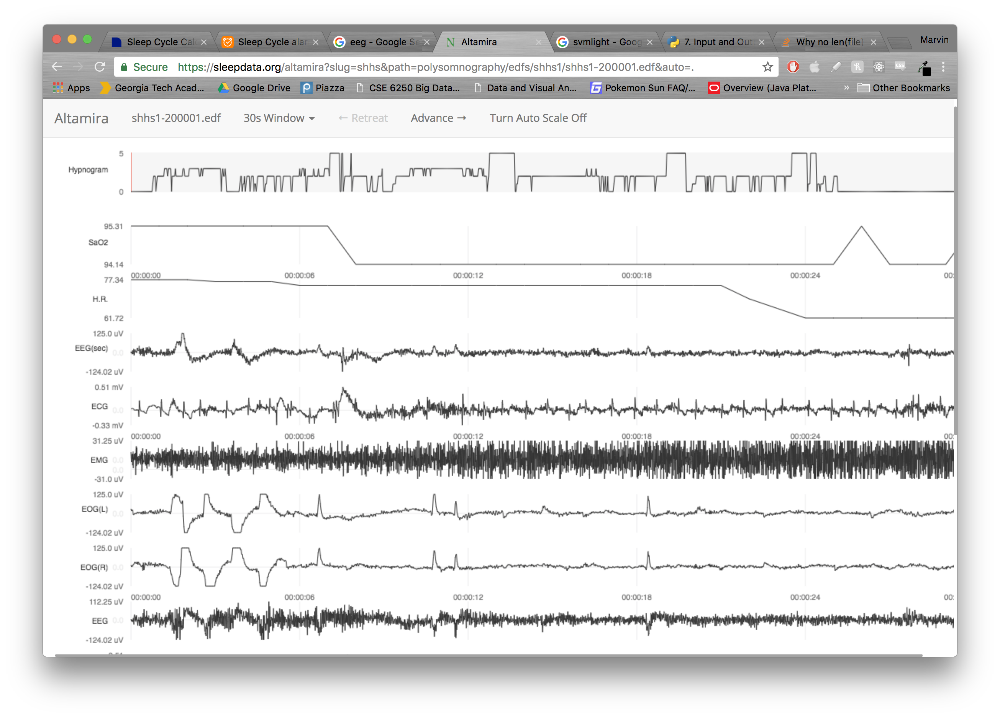 Sleep Cycle Cal
Sleep Cycle alar
eeg - Google Se
Altamira
svmlight - Goog
7. Input and Out
Why no len(file)
Marvin
Secure https://sleepdata.org/altamira?slug=shhs&path=polysomnography/edfs/shhs1/shhs1-200001.edf&auto=.
Apps Georgia Tech Acad... Google Drive Piazza CSE 6250 Big Data... Data and Visual An... Pokemon Sun FAQ/... Overview (Java Plat... » Other Bookmarks
Altamira shhs1-200001.edf 30s Window ← Retreat Advance → Turn Auto Scale Off
5
Hypnogram
0
95.31
SaO2
94.14
00:00:00 00:00:06 00:00:12 00:00:18 00:00:24 00:
77.34
H.R.
61.72
125.0 uV
EEG(sec) 0.0
-124.02 uV
0.51 mV
ECG 0.0
-0.33 mV
00:00:00 00:00:06 00:00:12 00:00:18 00:00:24 00:
31.25 uV
EMG 0.0
0.0
-31.0 uV
125.0 uV
EOG(L) 0.0
-124.02 uV
125.0 uV
EOG(R) 0.0
-124.02 uV
00:00:00 00:00:06 00:00:12 00:00:18 00:00:24 00:
112.25 uV
EEG 0.0
-124.02 uV